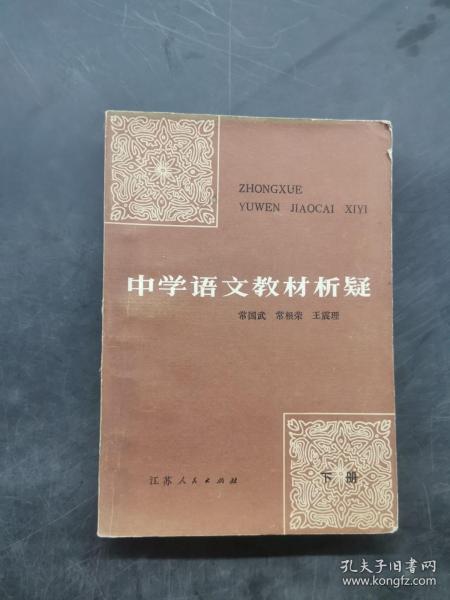 ZHONGXUE
YUWEN JIAOCAI XIYI
中学语文教材析疑
常国武 常根荣 王震理
下册
江苏人民出版社
孔夫子旧书网
www.kongfz.com